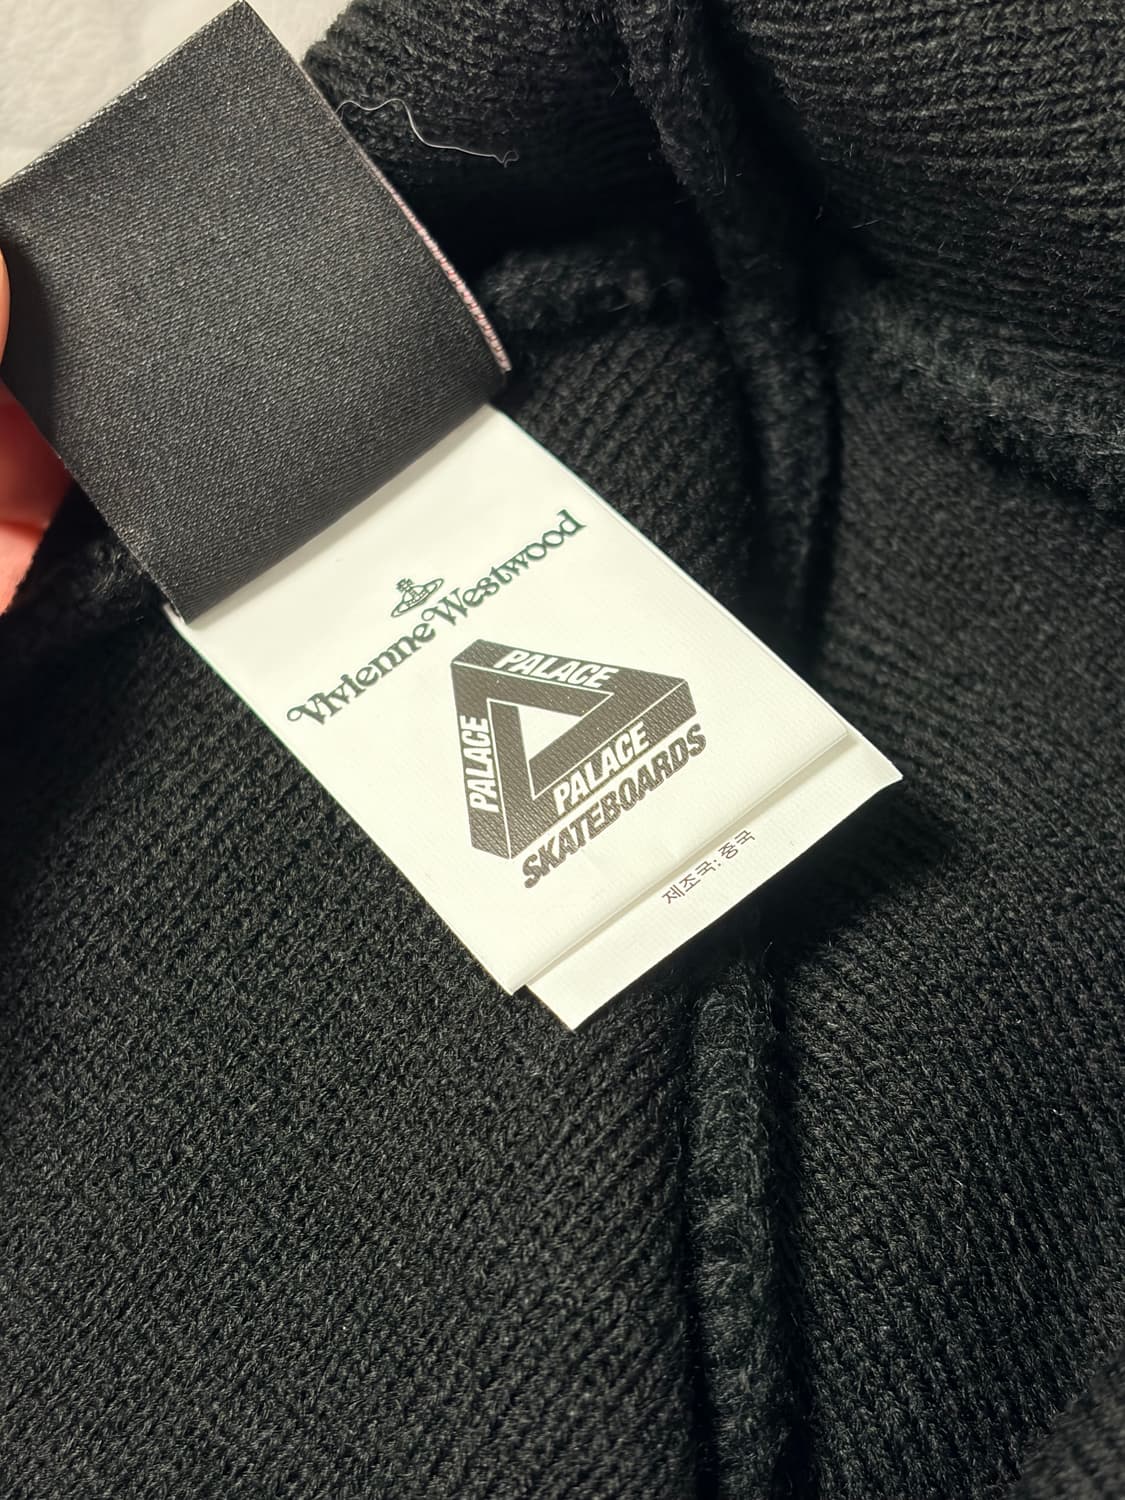 Vivienne Westwood
PALACE
PALACE
PALACE
SKATEBOARDS
제조국: 중국